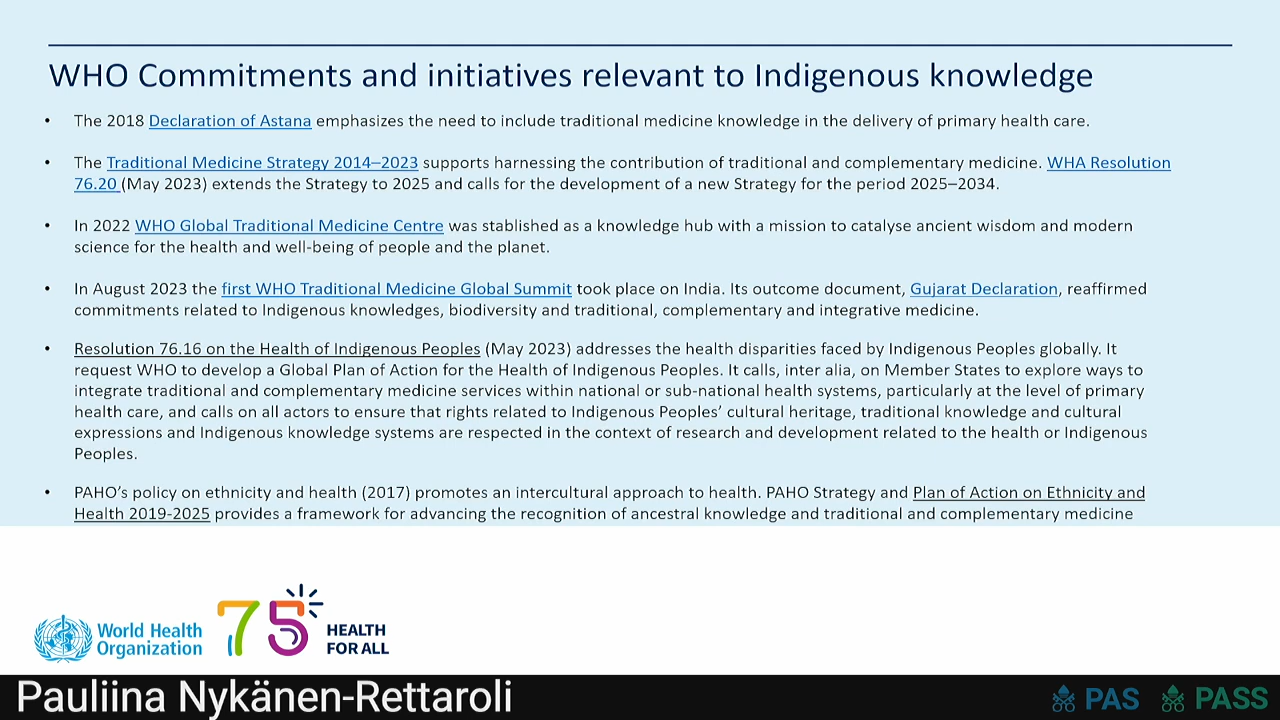 WHO Commitments and initiatives relevant to Indigenous knowledge
• The 2018 Declaration of Astana emphasizes the need to include traditional medicine knowledge in the delivery of primary health care.
• The Traditional Medicine Strategy 2014–2023 supports harnessing the contribution of traditional and complementary medicine. WHA Resolution
76.20 (May 2023) extends the Strategy to 2025 and calls for the development of a new Strategy for the period 2025–2034.
• In 2022 WHO Global Traditional Medicine Centre was stablished as a knowledge hub with a mission to catalyse ancient wisdom and modern
science for the health and well-being of people and the planet.
• In August 2023 the first WHO Traditional Medicine Global Summit took place on India. Its outcome document, Gujarat Declaration, reaffirmed
commitments related to Indigenous knowledges, biodiversity and traditional, complementary and integrative medicine.
• Resolution 76.16 on the Health of Indigenous Peoples (May 2023) addresses the health disparities faced by Indigenous Peoples globally. It
request WHO to develop a Global Plan of Action for the Health of Indigenous Peoples. It calls, inter alia, on Member States to explore ways to
integrate traditional and complementary medicine services within national or sub-national health systems, particularly at the level of primary
health care, and calls on all actors to ensure that rights related to Indigenous Peoples’ cultural heritage, traditional knowledge and cultural
expressions and Indigenous knowledge systems are respected in the context of research and development related to the health or Indigenous
Peoples.
• PAHO’s policy on ethnicity and health (2017) promotes an intercultural approach to health. PAHO Strategy and Plan of Action on Ethnicity and
Health 2019-2025 provides a framework for advancing the recognition of ancestral knowledge and traditional and complementary medicine
World Health
Organization
75
HEALTH
FOR ALL
Pauliina Nykänen-Rettaroli
PAS
PASS